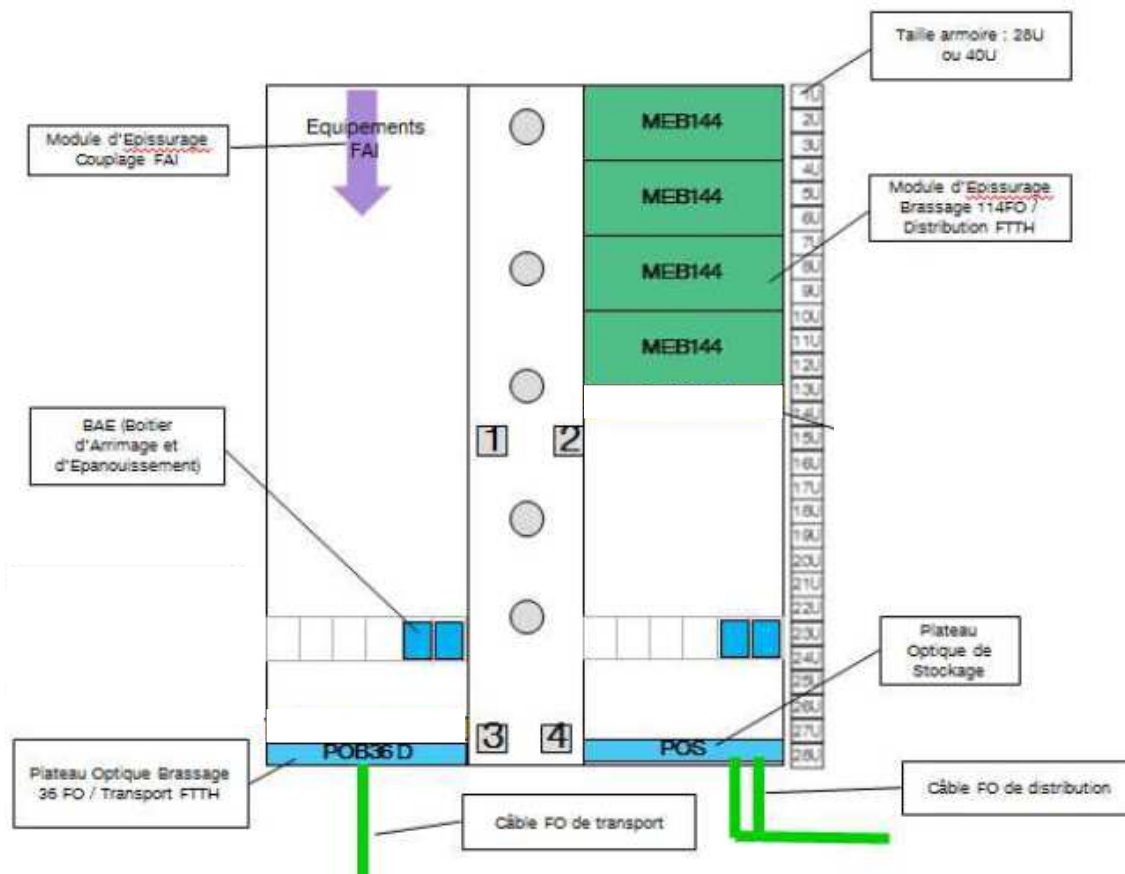 Taille armoire : 28U
ou 40U
Module d'Epissurage
Couplage FAI
Equipements
FAI
MEB144
MEB144
MEB144
MEB144
Module d'Epissurage
Brassage 114FO /
Distribution FTTH
BAE (Boitier
d'Arrimage et
d'Epanouissement)
1
2
3
4
Plateau
Optique de
Stockage
POB36 D
POS
Plateau Optique Brassage
36 FO / Transport FTTH
Câble FO de transport
Câble FO de distribution
1U
2U
3U
4U
5U
6U
7U
8U
9U
10U
11U
12U
13U
14U
15U
16U
17U
18U
19U
20U
21U
22U
23U
24U
25U
26U
27U
28U